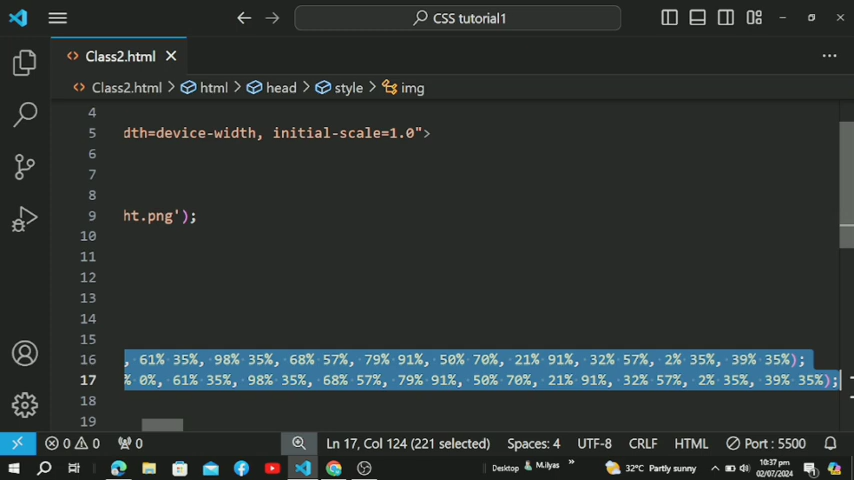 CSS tutorial1
Class2.html
Class2.html html head style img
4
5 dth=device-width, initial-scale=1.0">
6
7
8
9 ht.png');
10
11
12
13
14
15
16 , 61% 35%, 98% 35%, 68% 57%, 79% 91%, 50% 70%, 21% 91%, 32% 57%, 2% 35%, 39% 35%);
17 % 0%, 61% 35%, 98% 35%, 68% 57%, 79% 91%, 50% 70%, 21% 91%, 32% 57%, 2% 35%, 39% 35%);
18
19
0 0 0 Ln 17, Col 124 (221 selected) Spaces: 4 UTF-8 CRLF HTML Port : 5500
Desktop M.ilyas 32°C Partly sunny 10:37 pm
02/07/2024 1